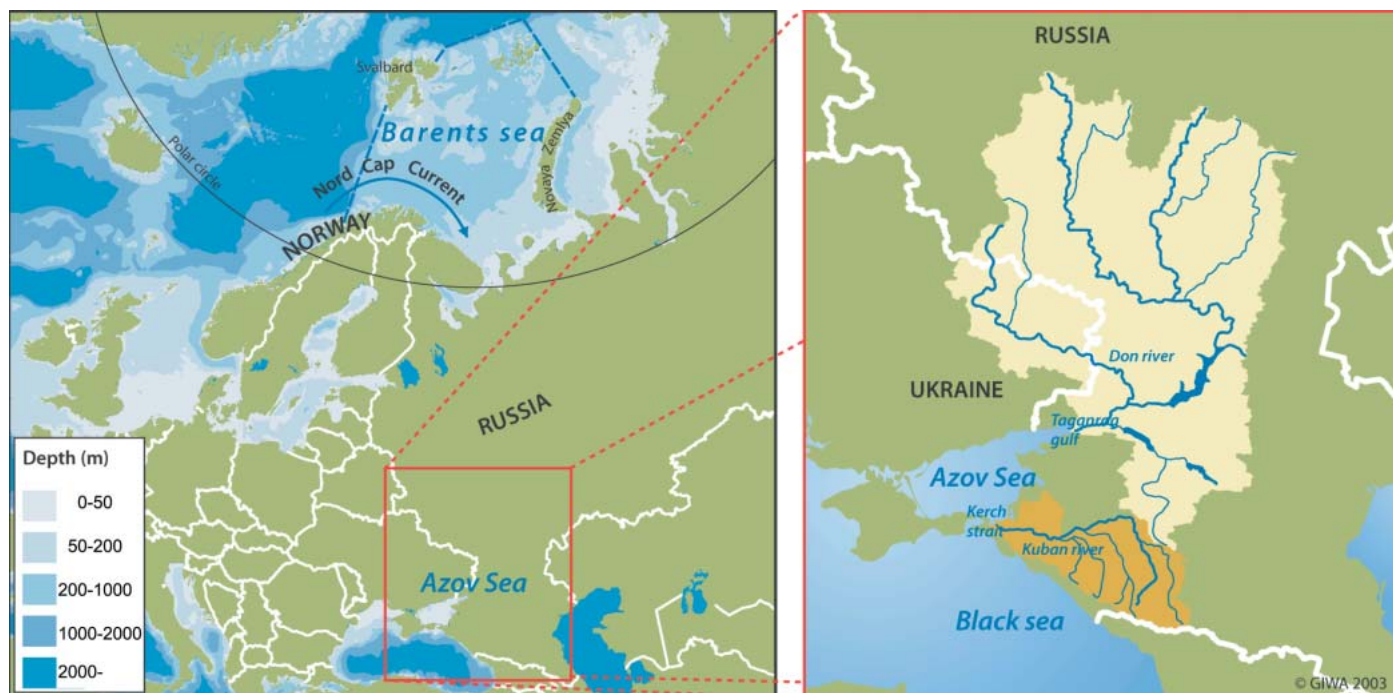 Svalbard
Barents sea
Polar circle
Nord Cap Current
Novaya Zemlya
NORWAY
RUSSIA
Azov Sea
Depth (m)
0-50
50-200
200-1000
1000-2000
2000-
RUSSIA
Don river
UKRAINE
Taganrog
gulf
Azov Sea
Kerch
strait
Kuban river
Black sea
© GIWA 2003